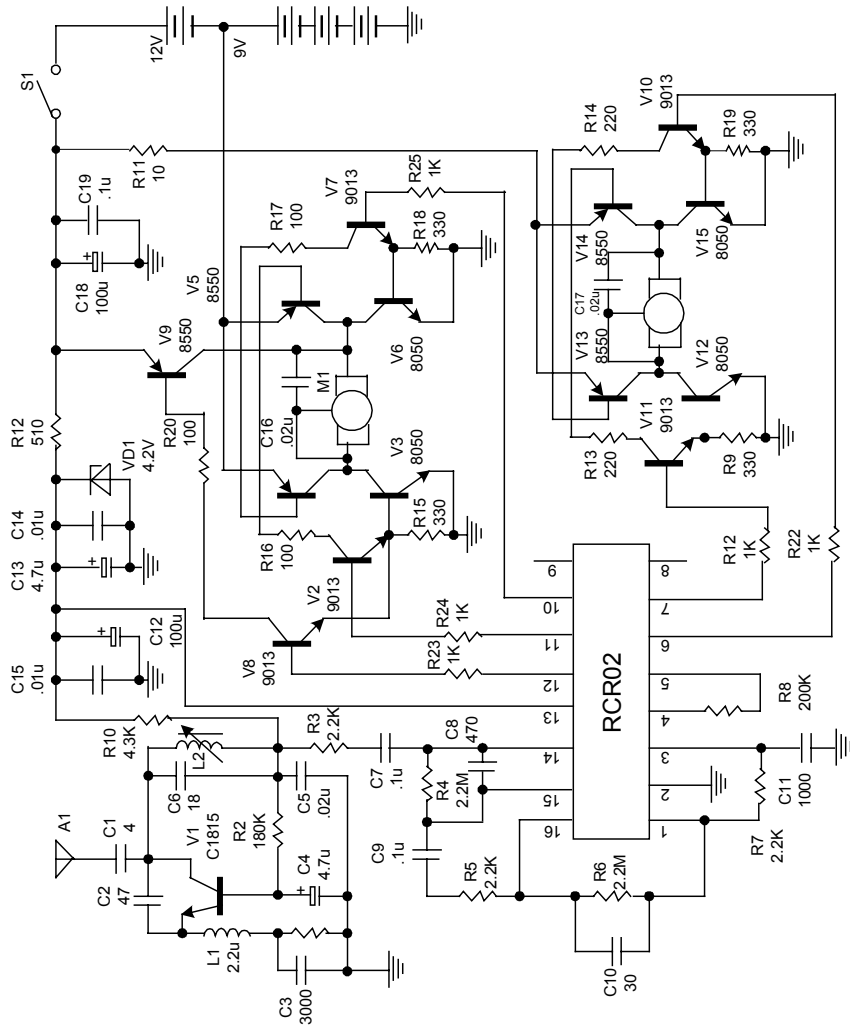 A1
C1
4
C2
47
V1
C1815
L1
2.2u
C3
3000
C6
18
L2
R10
4.3K
R2
180K
C4
4.7u
C5
.02u
R3
2.2K
C7
.1u
R4
2.2M
C8
470
C9
.1u
R5
2.2K
R6
2.2M
C10
30
R7
2.2K
C11
1000
R8
200K
C15
.01u
C12
100u
C13
4.7u
C14
.01u
VD1
4.2V
R12
510
C18
100u
C19
.1u
R11
10
S1
12V
9V
V9
8550
R20
100
V8
9013
V2
9013
R16
100
R15
330
V3
8050
C16
.02u
M1
V5
8550
V6
8050
R17
100
V7
9013
R18
330
R25
1K
R24
1K
R23
1K
16
15
14
13
12
11
10
9
RCR02
1
2
3
4
5
6
7
8
R12
1K
R22
1K
R13
220
V11
9013
R9
330
V13
8550
V12
8050
C17
.02u
V14
8550
V15
8050
R14
220
V10
9013
R19
330